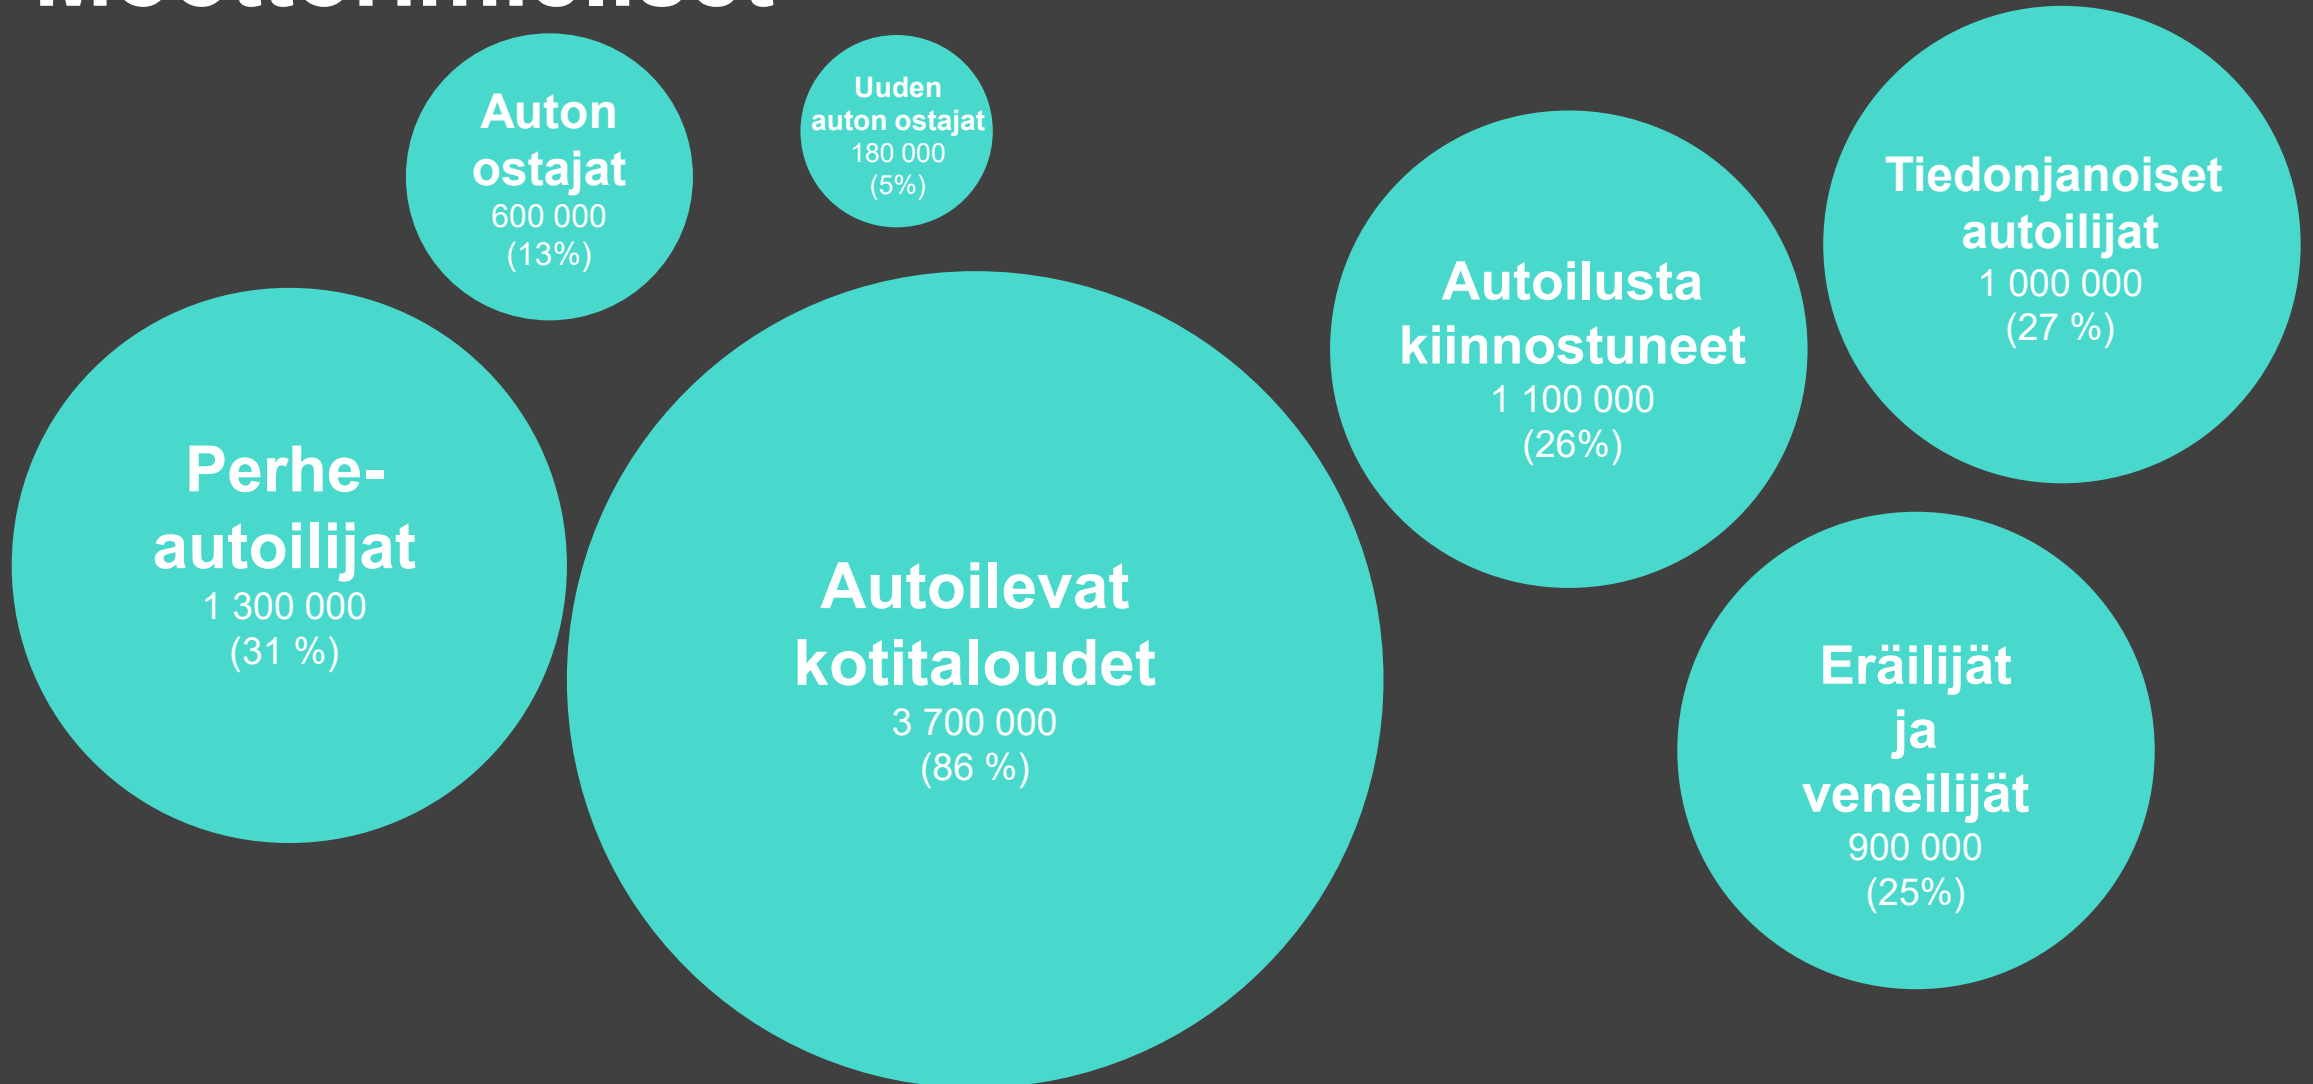 Auton
ostajat
600 000
(13%)
Uuden
auton ostajat
180 000
(5%)
Tiedonjanoiset
autoilijat
1 000 000
(27 %)
Autoilusta
kiinnostuneet
1 100 000
(26%)
Perhe-
autoilijat
1 300 000
(31 %)
Autoilevat
kotitaloudet
3 700 000
(86 %)
Eräilijät
ja
veneilijät
900 000
(25%)